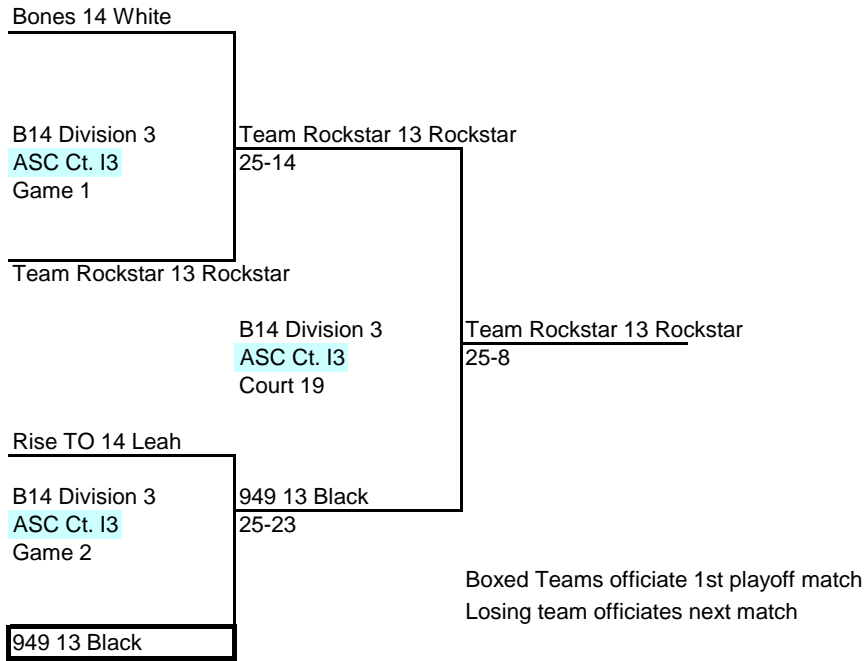 Bones 14 White
B14 Division 3
ASC Ct. I3
Game 1
Team Rockstar 13 Rockstar
25-14
Team Rockstar 13 Rockstar
B14 Division 3
ASC Ct. I3
Court 19
Team Rockstar 13 Rockstar
25-8
Rise TO 14 Leah
B14 Division 3
ASC Ct. I3
Game 2
949 13 Black
25-23
949 13 Black
Boxed Teams officiate 1st playoff match
Losing team officiates next match